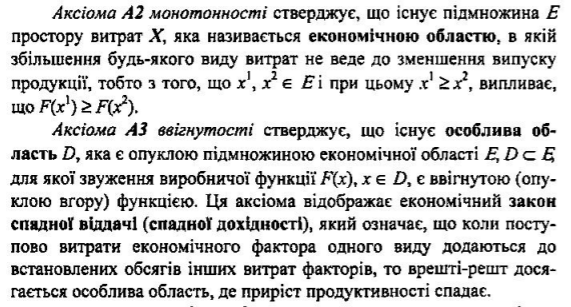 Аксіома А2 монотонності стверджує, що існує підмножина E
простору витрат X, яка називається економічною областю, в якій
збільшення будь-якого виду витрат не веде до зменшення випуску
продукції, тобто з того, що x¹, x² ∈ E і при цьому x¹ ≥ x², випливає,
що F(x¹) ≥ F(x²).
Аксіома А3 ввігнутості стверджує, що існує особлива об-
ласть D, яка є опуклою підмножиною економічної області E, D ⊂ E,
для якої звуження виробничої функції F(x), x ∈ D, є ввігнутою (опу-
клою вгору) функцією. Ця аксіома відображає економічний закон
спадної віддачі (спадної дохідності), який означає, що коли посту-
пово витрати економічного фактора одного виду додаються до
встановлених обсягів інших витрат факторів, то врешті-решт дося-
гається особлива область, де приріст продуктивності спадає.